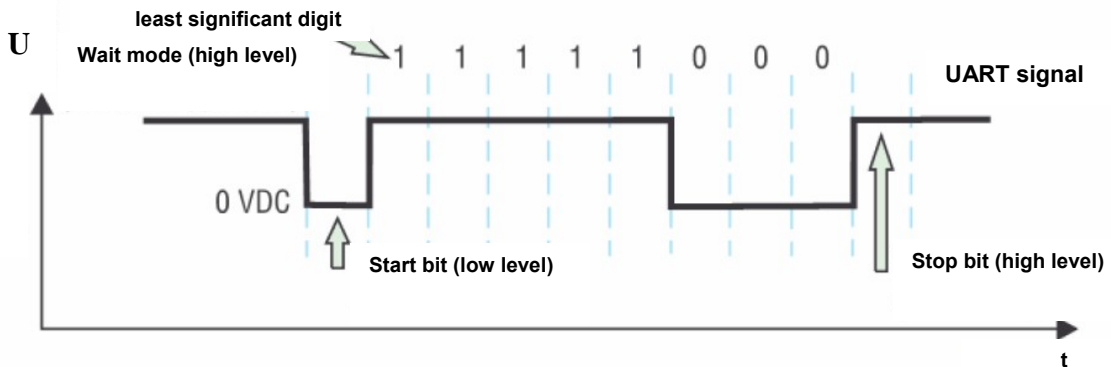 least significant digit
U
Wait mode (high level)
1 1 1 1 1 0 0 0
UART signal
0 VDC
Start bit (low level)
Stop bit (high level)
t